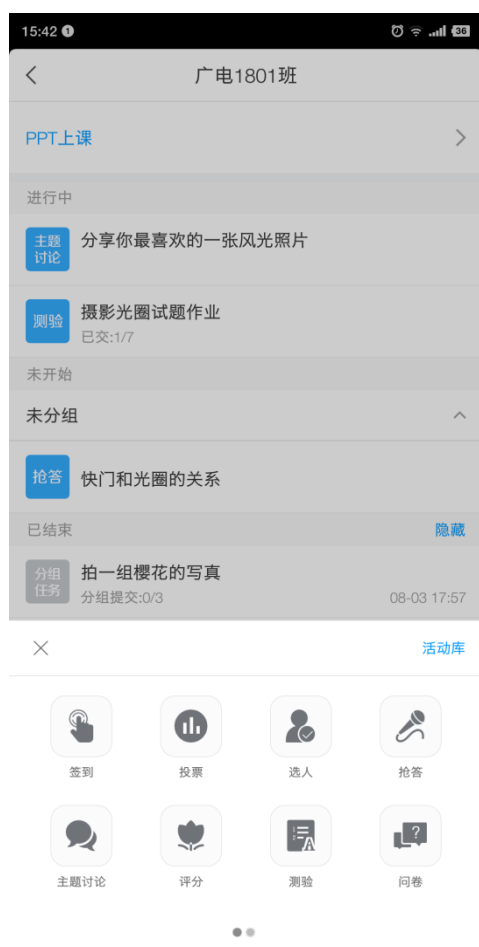 15:42 1
36
广电1801班
PPT上课
进行中
主题
讨论
分享你最喜欢的一张风光照片
测验
摄影光圈试题作业
已交:1/7
未开始
未分组
抢答
快门和光圈的关系
已结束
隐藏
分组
任务
拍一组樱花的写真
分组提交:0/3
08-03 17:57
活动库
签到
投票
选人
抢答
主题讨论
评分
测验
?
问卷